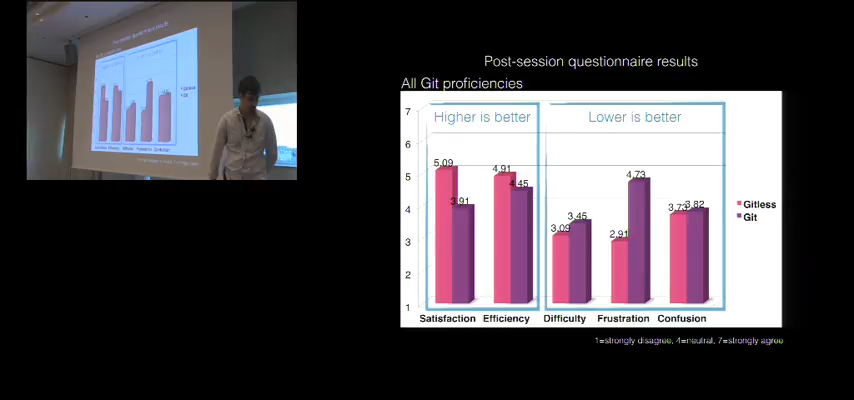 Post-session questionnaire results
All Git proficiencies
Higher is better
Lower is better
7
6
5
4
3
2
1
5,09
3,91
4,91
4,45
3,09
3,45
2,91
4,73
3,73
3,82
Gitless
Git
Satisfaction Efficiency Difficulty Frustration Confusion
1=strongly disagree, 4=neutral, 7=strongly agree